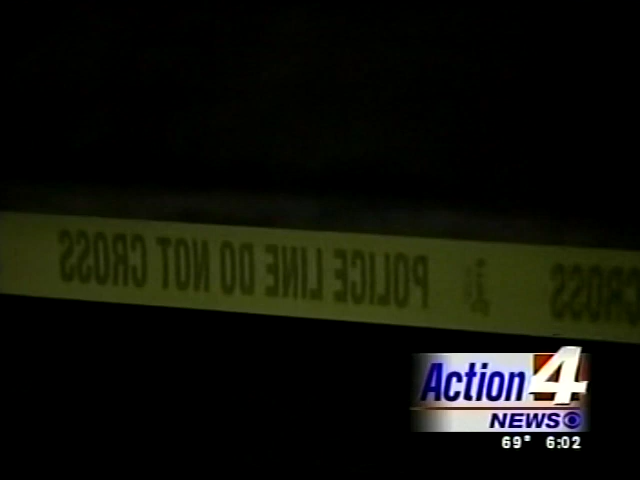 POLICE LINE DO NOT CROSS
CROSS
Action 4
NEWS
69° 6:02